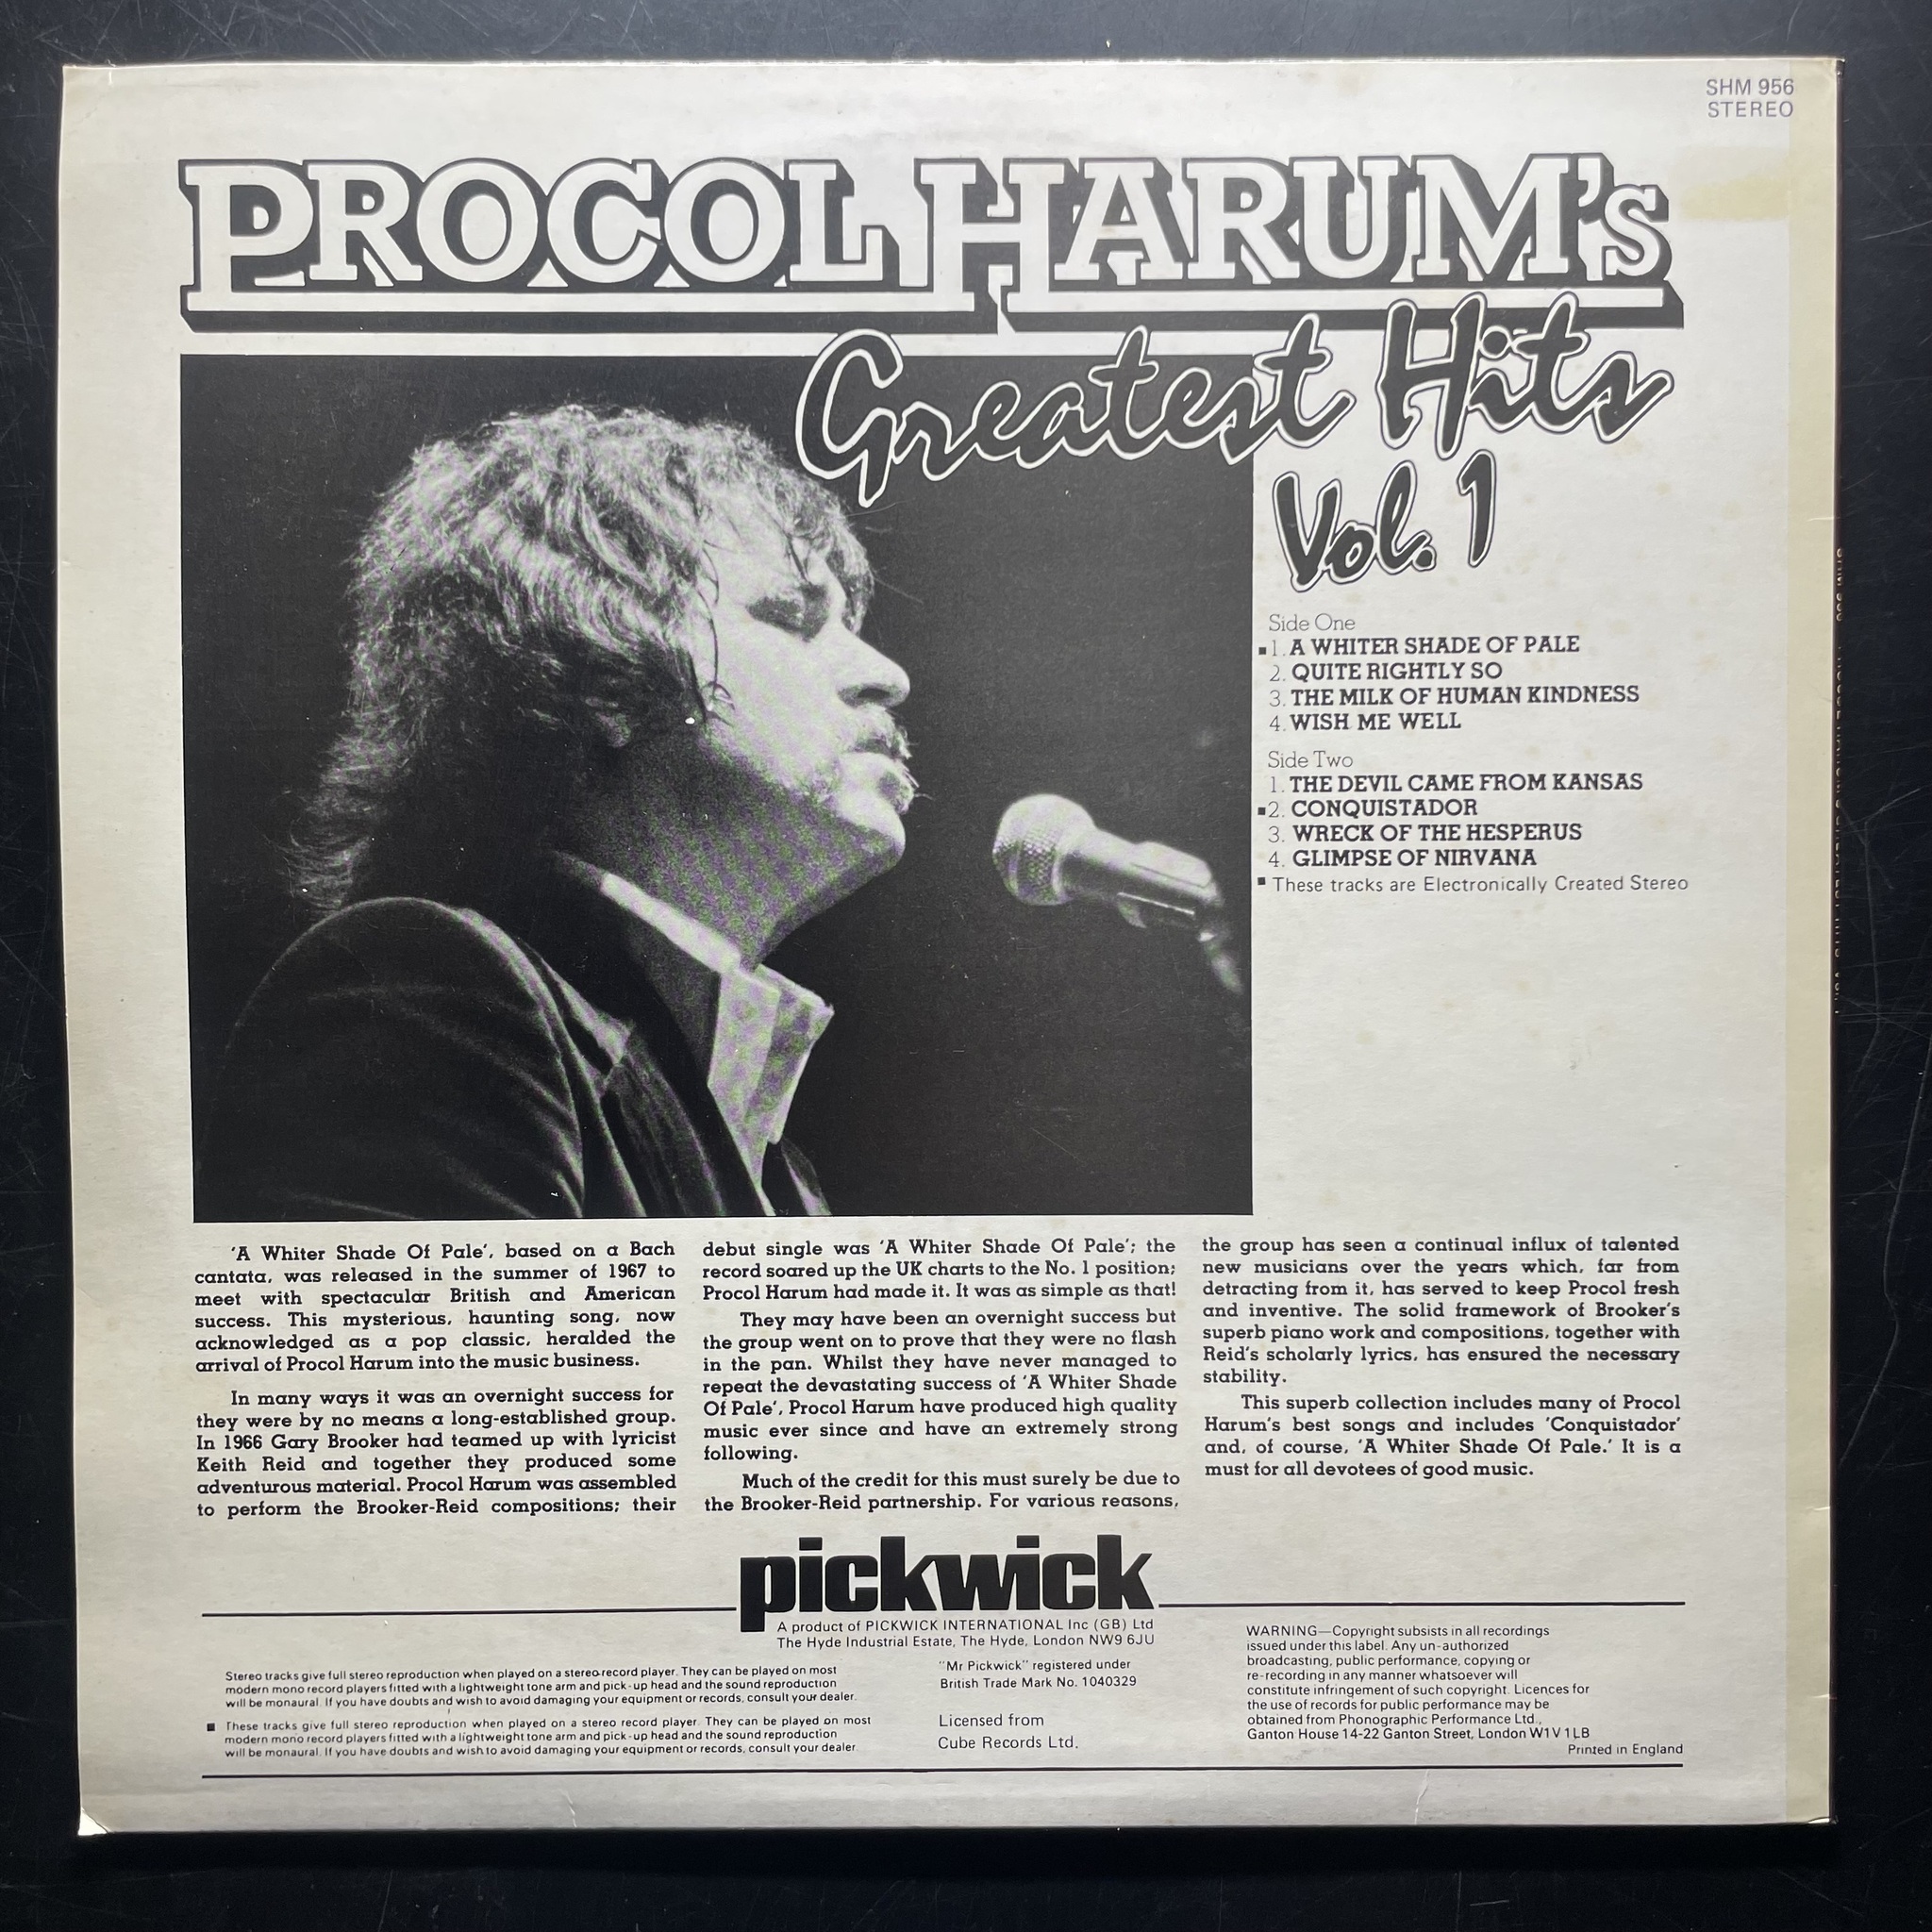 SHM 956
STEREO
PROCOL HARUM's
Greatest Hits
Vol. 1
Side One
■1. A WHITER SHADE OF PALE
2. QUITE RIGHTLY SO
3. THE MILK OF HUMAN KINDNESS
4. WISH ME WELL
Side Two
1. THE DEVIL CAME FROM KANSAS
■2. CONQUISTADOR
3. WRECK OF THE HESPERUS
4. GLIMPSE OF NIRVANA
■ These tracks are Electronically Created Stereo
'A Whiter Shade Of Pale', based on a Bach
cantata, was released in the summer of 1967 to
meet with spectacular British and American
success. This mysterious, haunting song, now
acknowledged as a pop classic, heralded the
arrival of Procol Harum into the music business.
In many ways it was an overnight success for
they were by no means a long-established group.
In 1966 Gary Brooker had teamed up with lyricist
Keith Reid and together they produced some
adventurous material. Procol Harum was assembled
to perform the Brooker-Reid compositions; their
debut single was 'A Whiter Shade Of Pale'; the
record soared up the UK charts to the No. 1 position;
Procol Harum had made it. It was as simple as that!
They may have been an overnight success but
the group went on to prove that they were no flash
in the pan. Whilst they have never managed to
repeat the devastating success of 'A Whiter Shade
Of Pale', Procol Harum have produced high quality
music ever since and have an extremely strong
following.
Much of the credit for this must surely be due to
the Brooker-Reid partnership. For various reasons,
the group has seen a continual influx of talented
new musicians over the years which, far from
detracting from it, has served to keep Procol fresh
and inventive. The solid framework of Brooker's
superb piano work and compositions, together with
Reid's scholarly lyrics, has ensured the necessary
stability.
This superb collection includes many of Procol
Harum's best songs and includes 'Conquistador'
and, of course, 'A Whiter Shade Of Pale.' It is a
must for all devotees of good music.
pickwick
A product of PICKWICK INTERNATIONAL Inc (GB) Ltd
The Hyde Industrial Estate, The Hyde, London NW9 6JU
Stereo tracks give full stereo reproduction when played on a stereo record player. They can be played on most
modern mono record players fitted with a lightweight tone arm and pick-up head and the sound reproduction
will be monaural. If you have doubts and wish to avoid damaging your equipment or records, consult your dealer.
■ These tracks give full stereo reproduction when played on a stereo record player. They can be played on most
modern mono record players fitted with a lightweight tone arm and pick-up head and the sound reproduction
will be monaural. If you have doubts and wish to avoid damaging your equipment or records, consult your dealer
"Mr Pickwick" registered under
British Trade Mark No. 1040329
Licensed from
Cube Records Ltd.
WARNING—Copyright subsists in all recordings
issued under this label. Any un-authorized
broadcasting, public performance, copying or
re-recording in any manner whatsoever will
constitute infringement of such copyright. Licences for
the use of records for public performance may be
obtained from Phonographic Performance Ltd.,
Ganton House 14-22 Ganton Street, London W1V 1LB
Printed in England